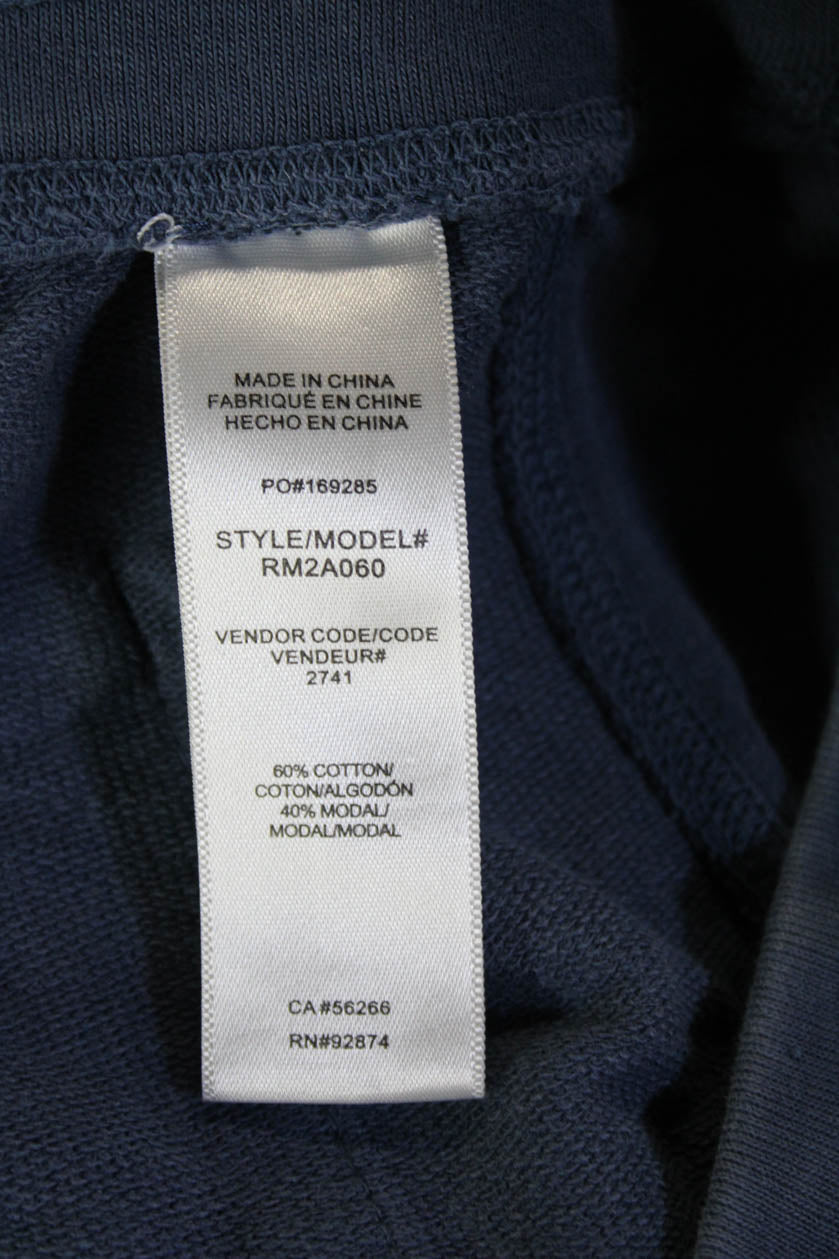 MADE IN CHINA
FABRIQUÉ EN CHINE
HECHO EN CHINA
PO#169285
STYLE/MODEL#
RM2A060
VENDOR CODE/CODE
VENDEUR#
2741
60% COTTON/
COTON/ALGODÓN
40% MODAL/
MODAL/MODAL
CA #56266
RN#92874